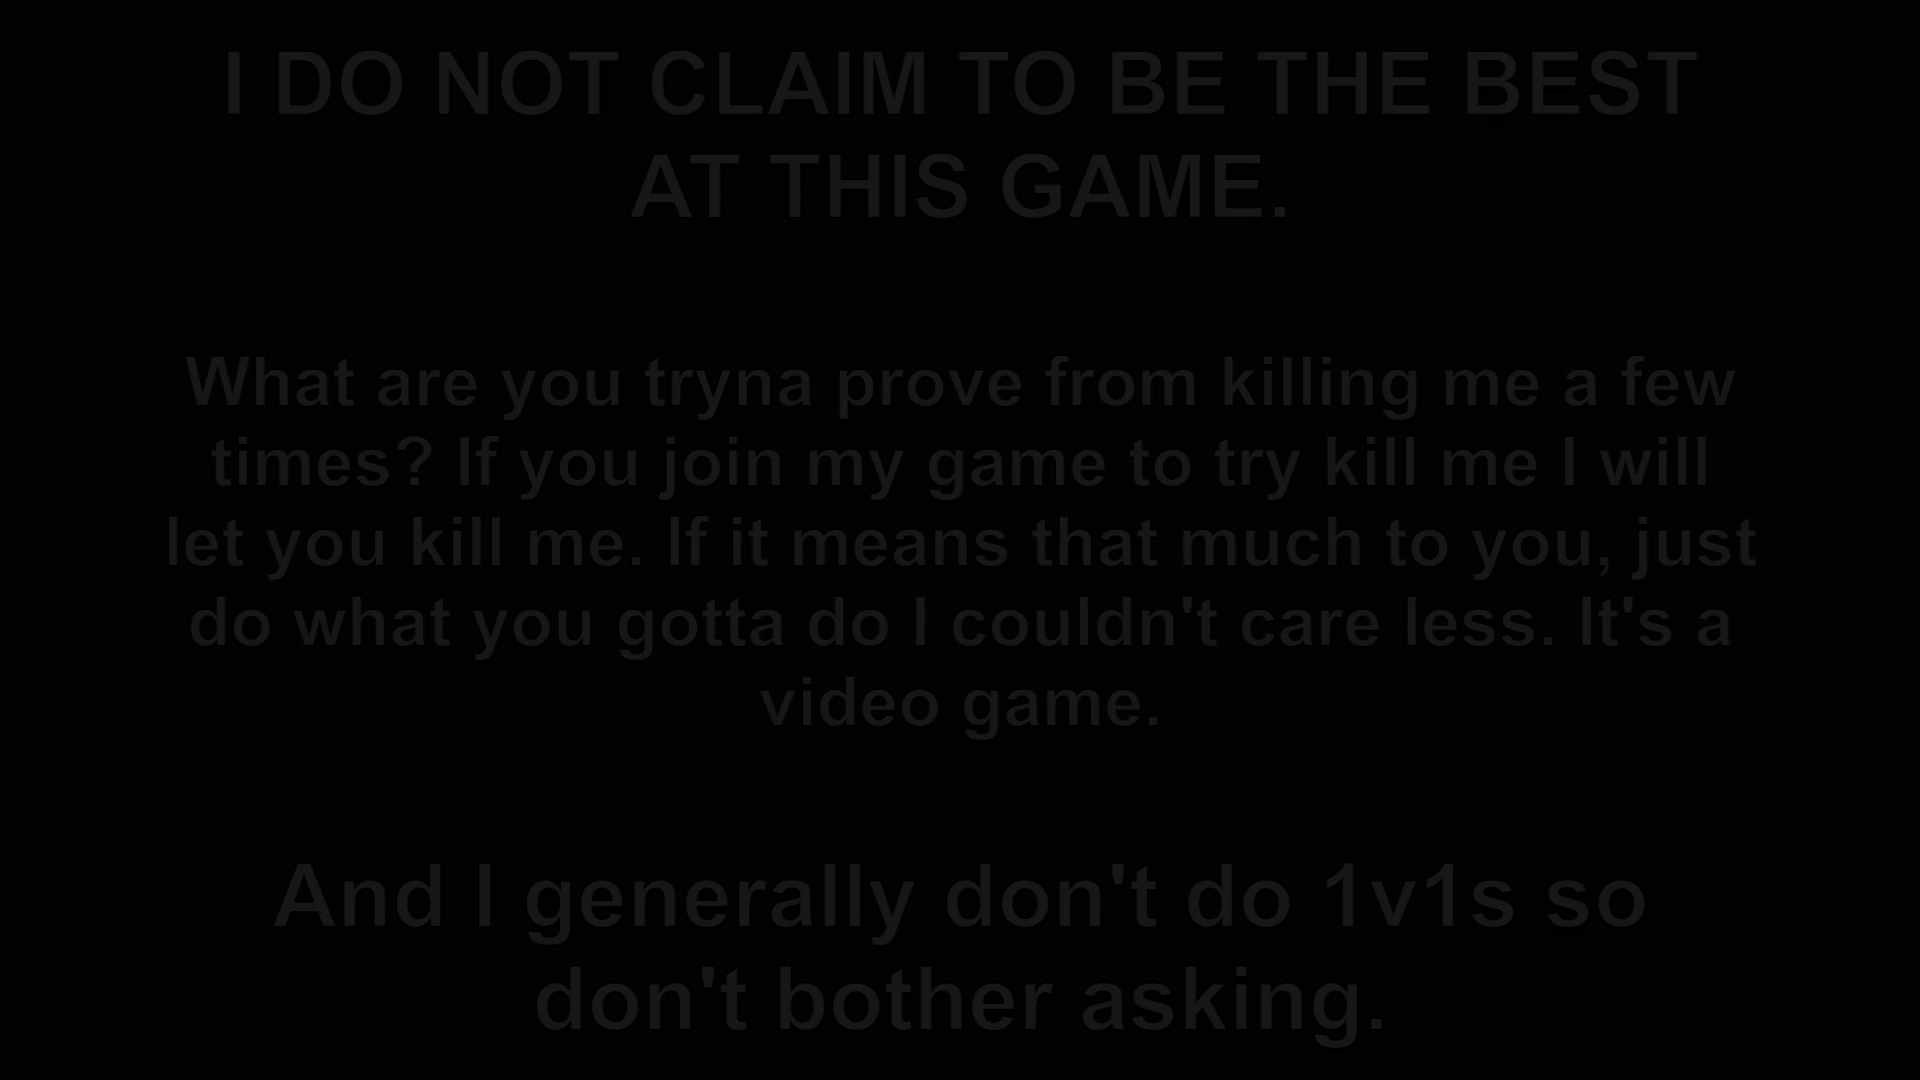 I DO NOT CLAIM TO BE THE BEST
AT THIS GAME.
What are you tryna prove from killing me a few
times? If you join my game to try kill me I will
let you kill me. If it means that much to you, just
do what you gotta do I couldn't care less. It's a
video game.
And I generally don't do 1v1s so
don't bother asking.